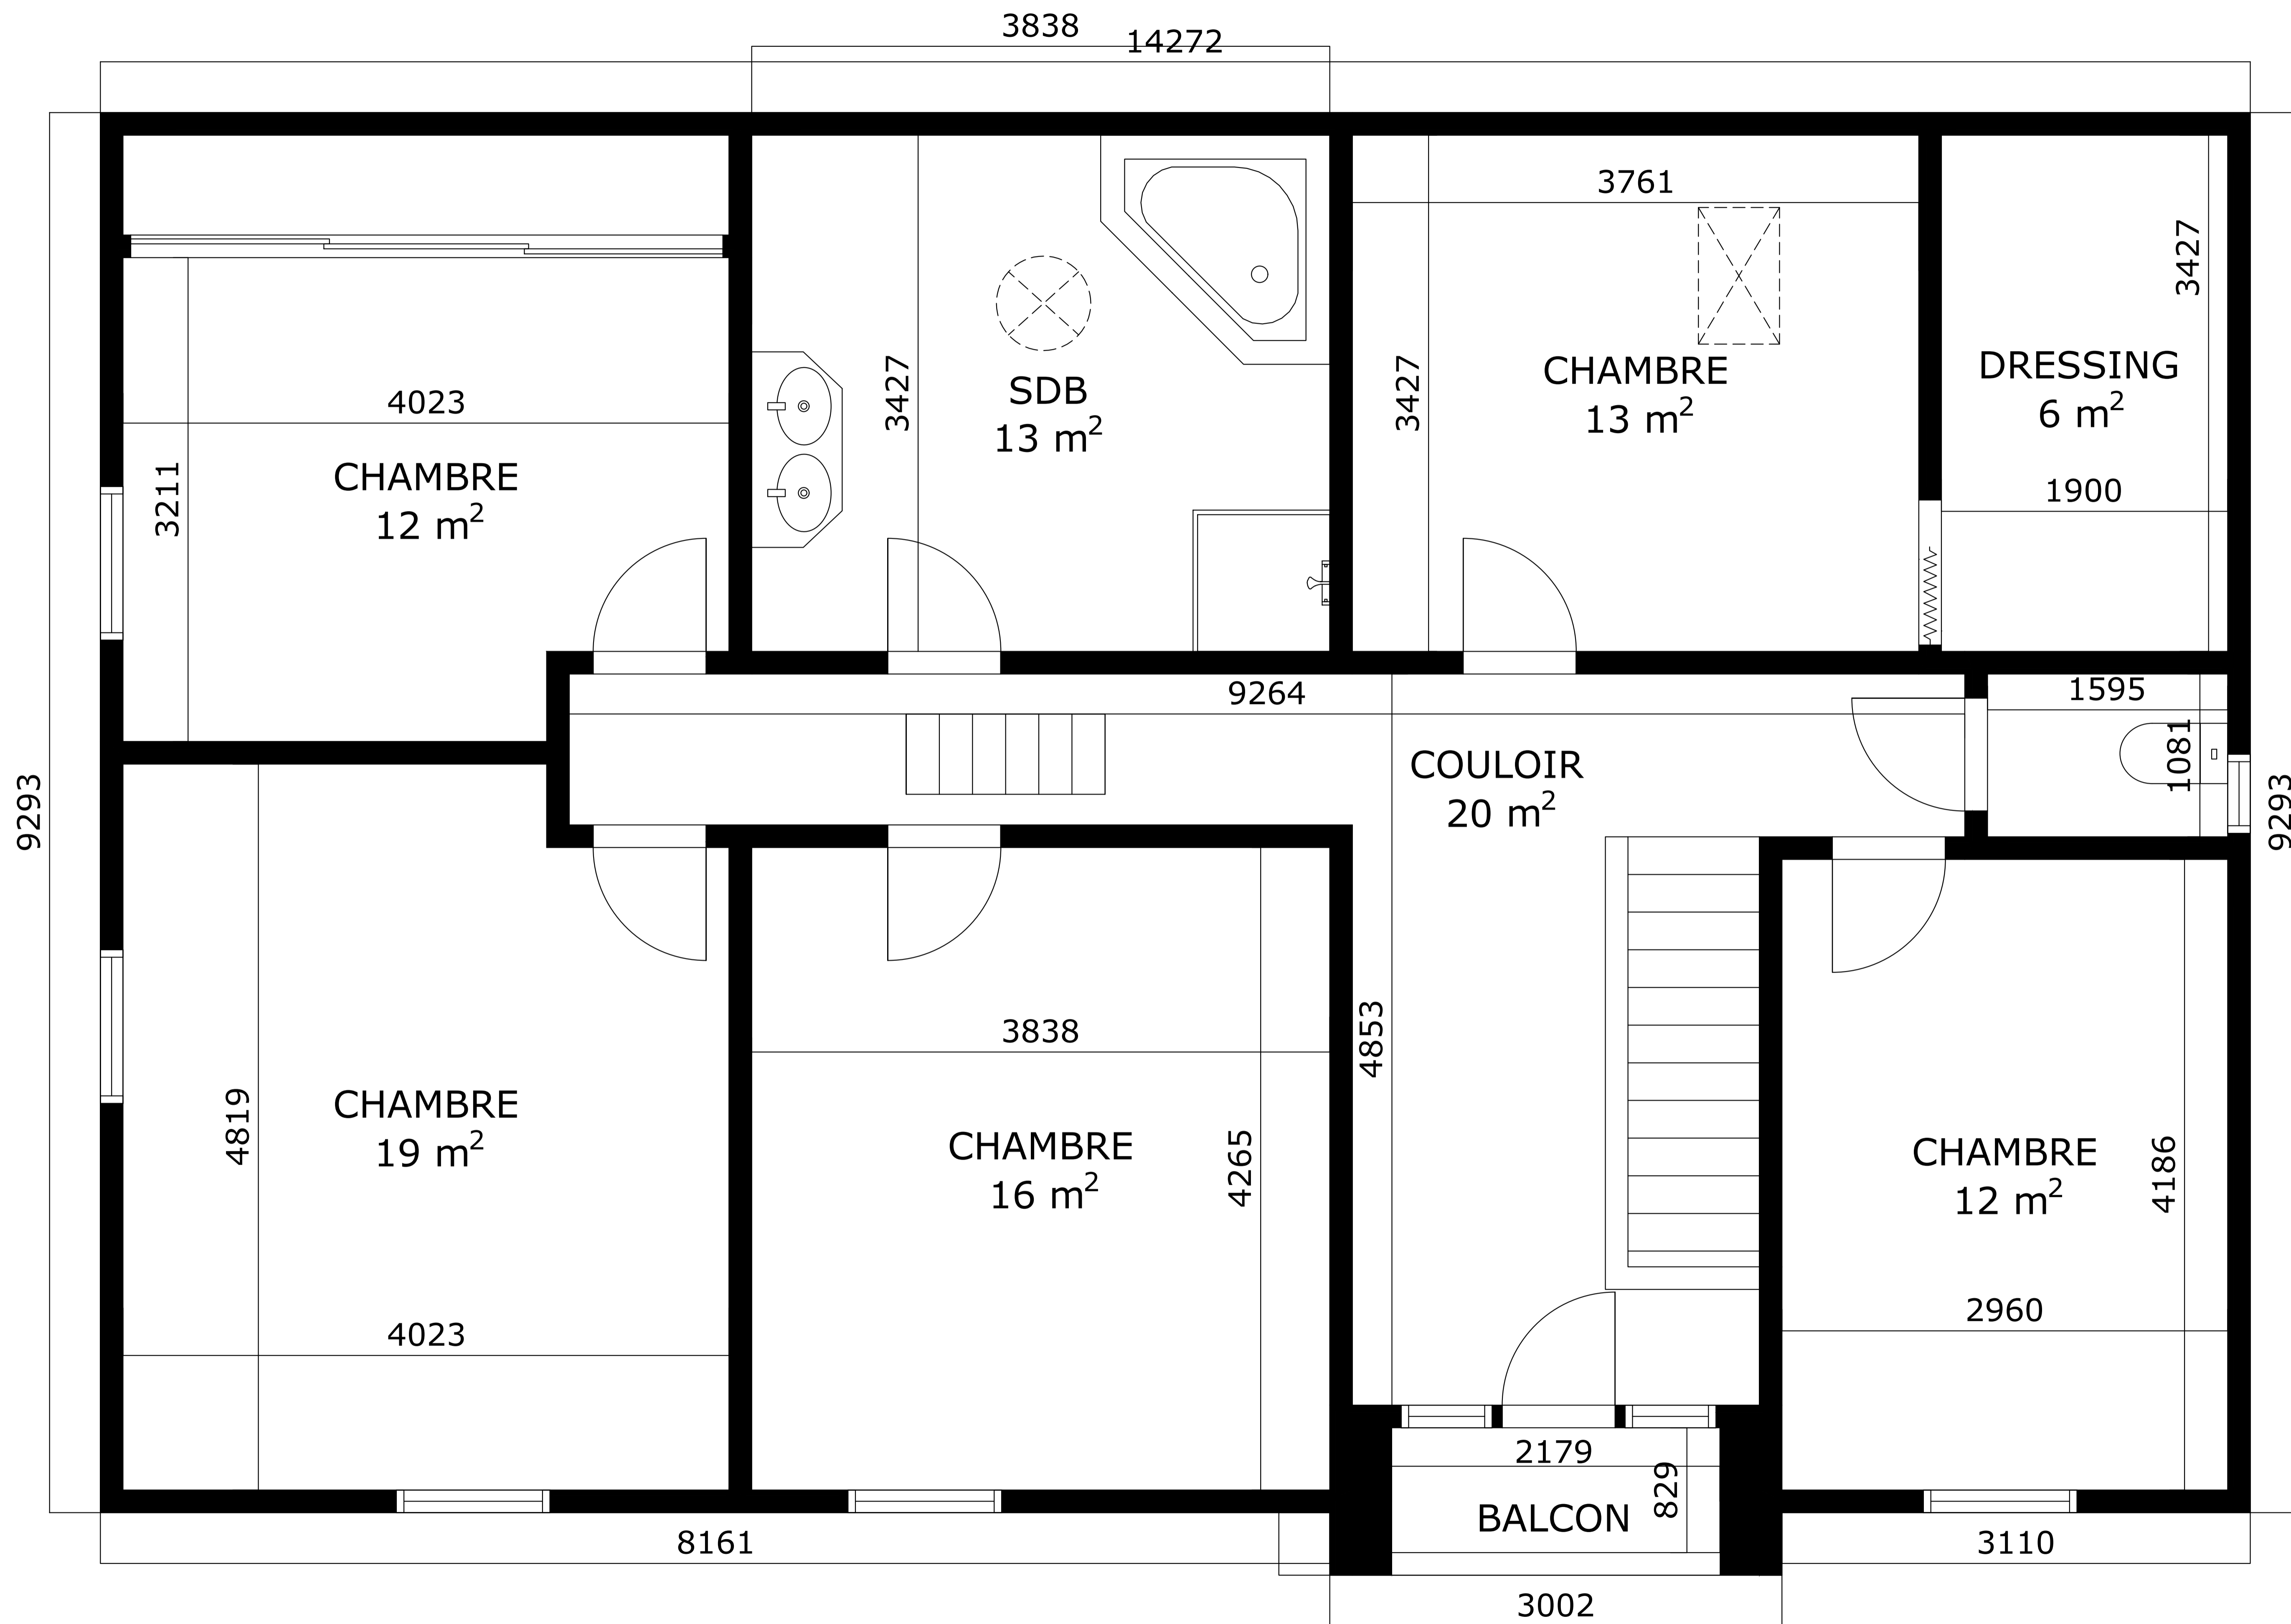 3838
14272
3761
3427
4023
3427
SDB
13 m²
3427
CHAMBRE
13 m²
DRESSING
6 m²
3211
CHAMBRE
12 m²
1900
9264
1595
1081
COULOIR
20 m²
9293
9293
4853
3838
4819
CHAMBRE
19 m²
CHAMBRE
16 m²
4265
CHAMBRE
12 m²
4186
4023
2960
2179
829
BALCON
8161
3110
3002